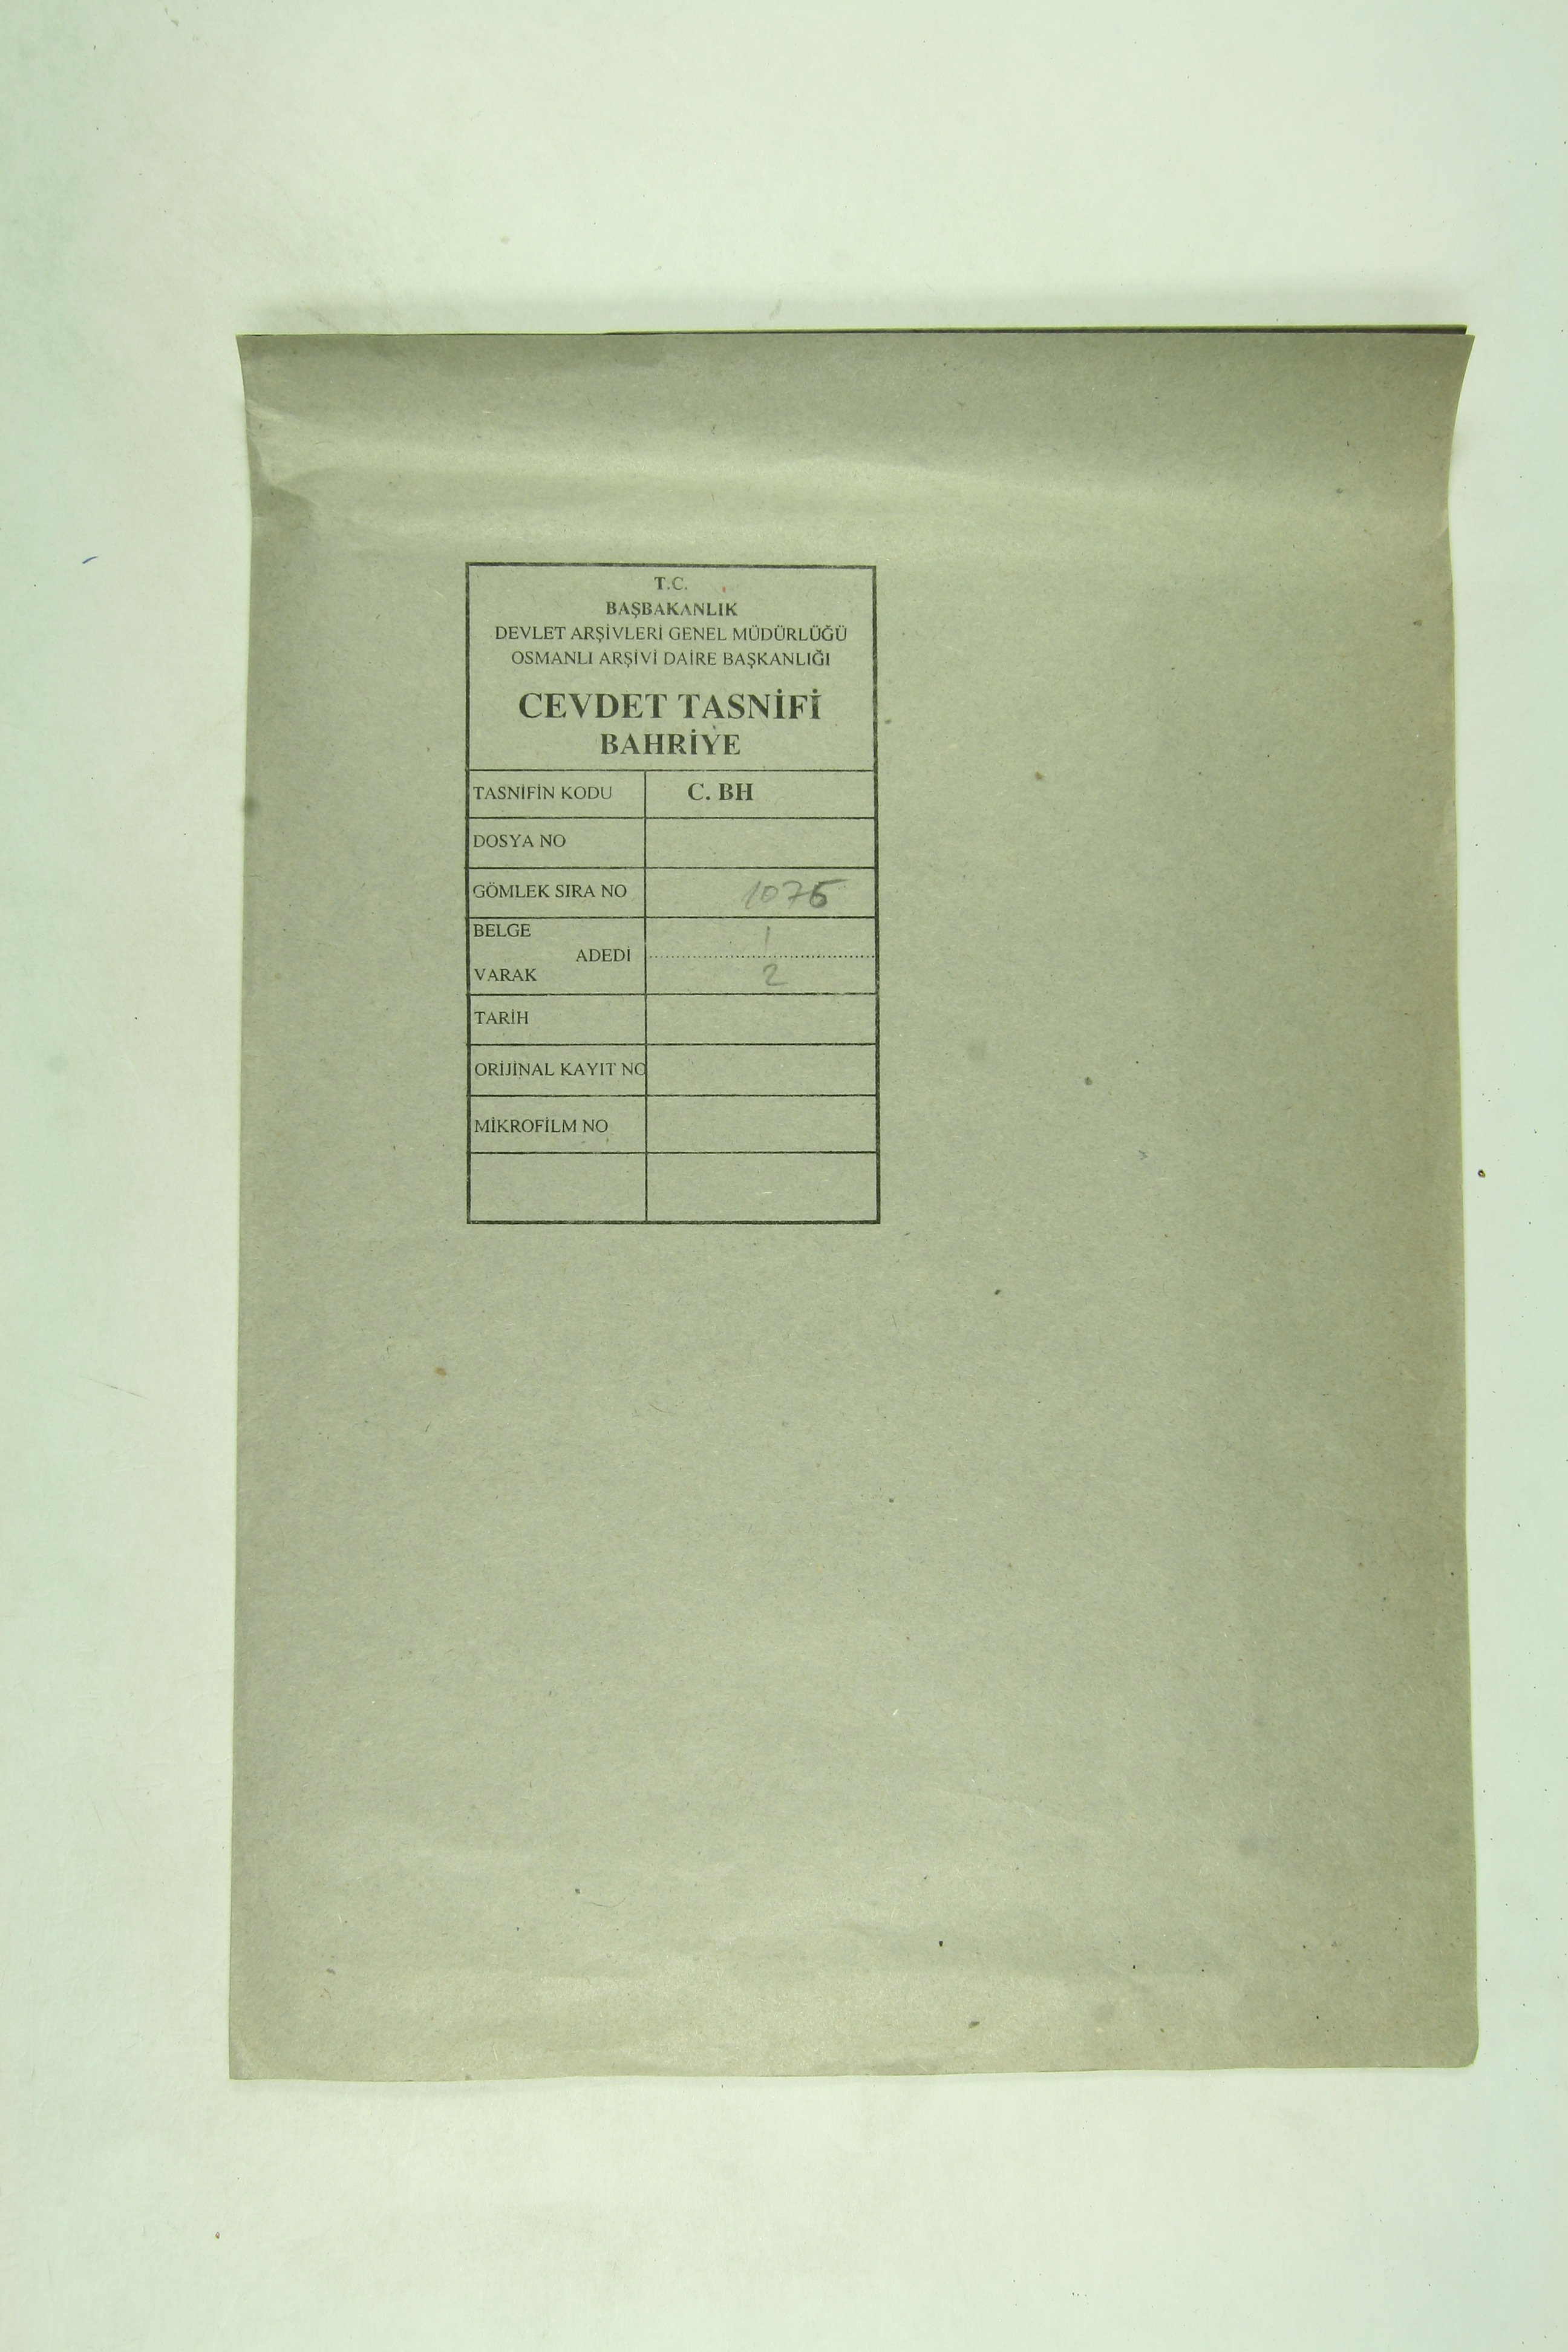 T.C.
BAŞBAKANLIK
DEVLET ARŞİVLERİ GENEL MÜDÜRLÜĞÜ
OSMANLI ARŞİVİ DAİRE BAŞKANLIĞI
CEVDET TASNİFİ
BAHRİYE
TASNİFİN KODU C. BH
DOSYA NO
GÖMLEK SIRA NO 1076
BELGE 1
ADEDİ
VARAK 2
TARİH
ORİJİNAL KAYIT NO
MİKROFİLM NO